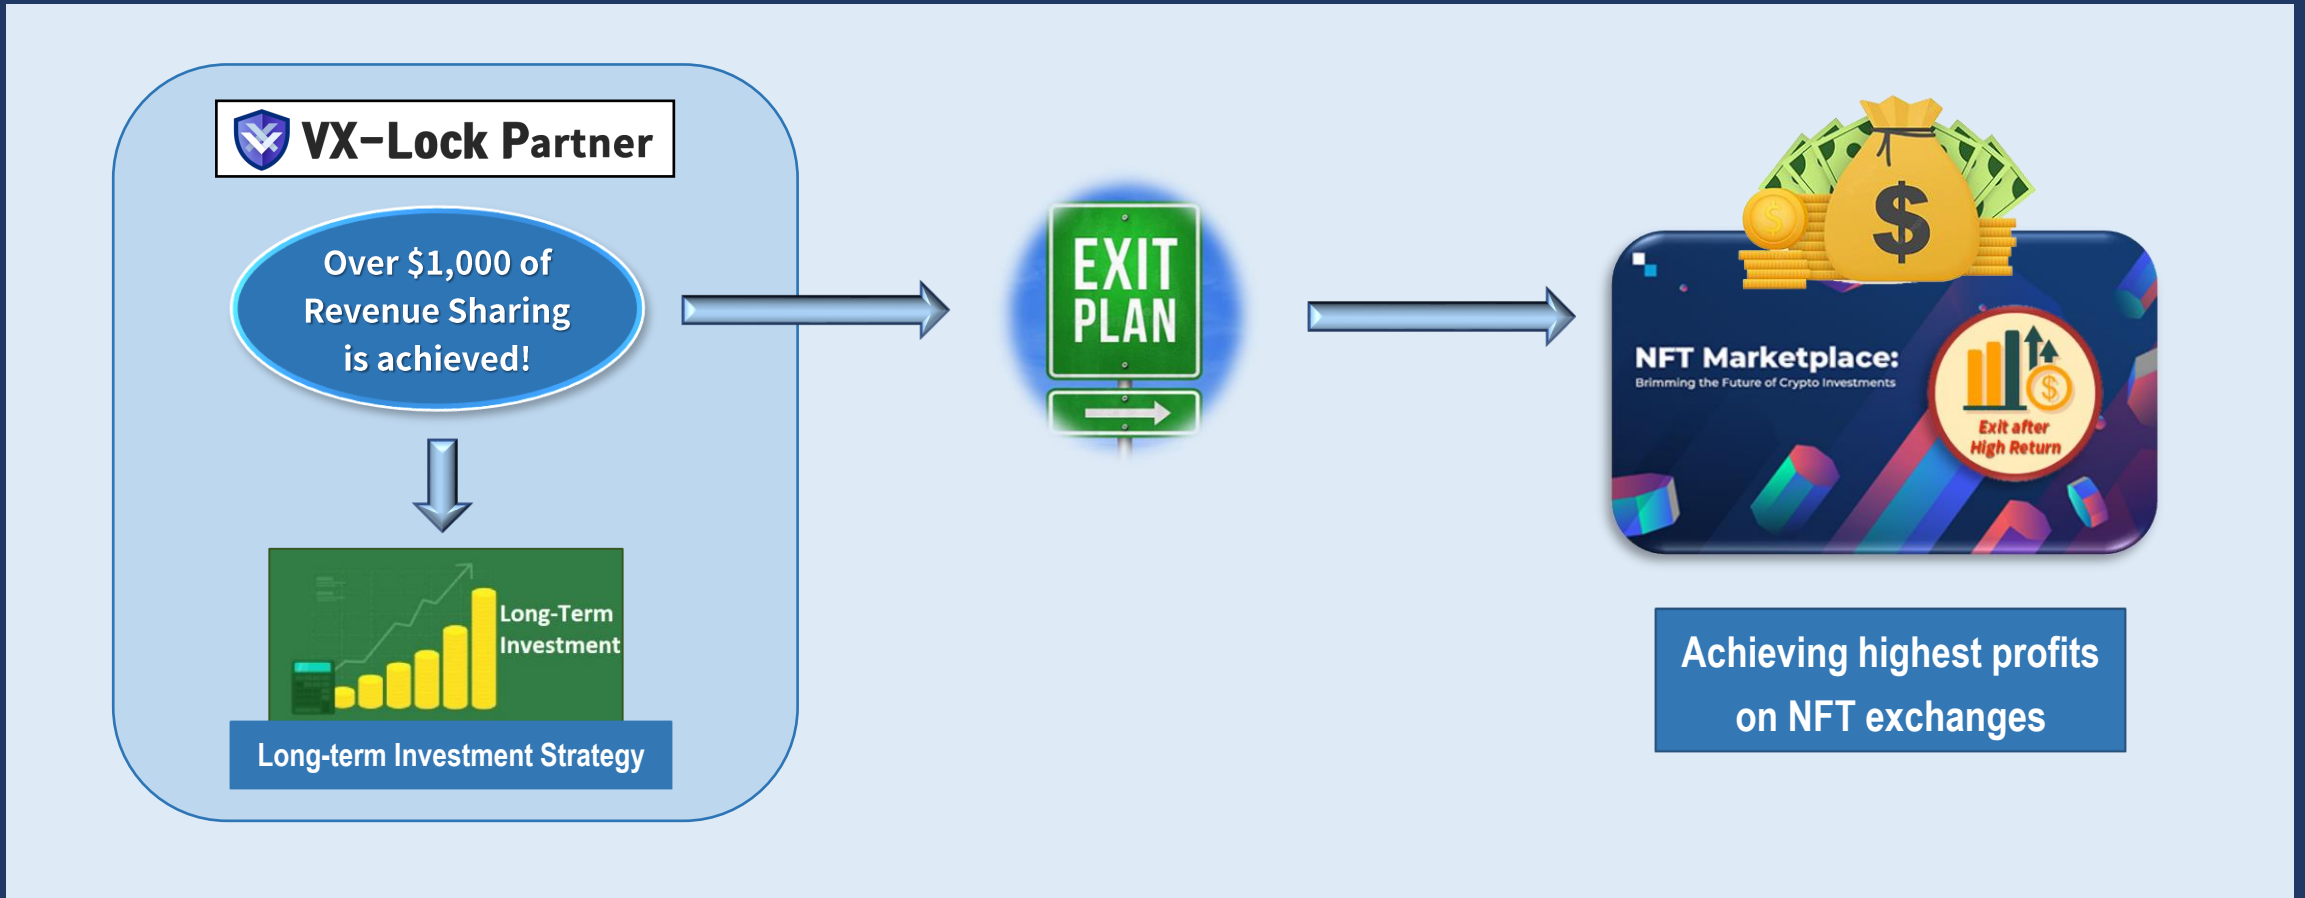 VX-Lock Partner
Over $1,000 of
Revenue Sharing
is achieved!
Long-Term
Investment
Long-term Investment Strategy
EXIT
PLAN
$
$
NFT Marketplace:
Brimming the Future of Crypto Investments
$
Exit after
High Return
Achieving highest profits
on NFT exchanges